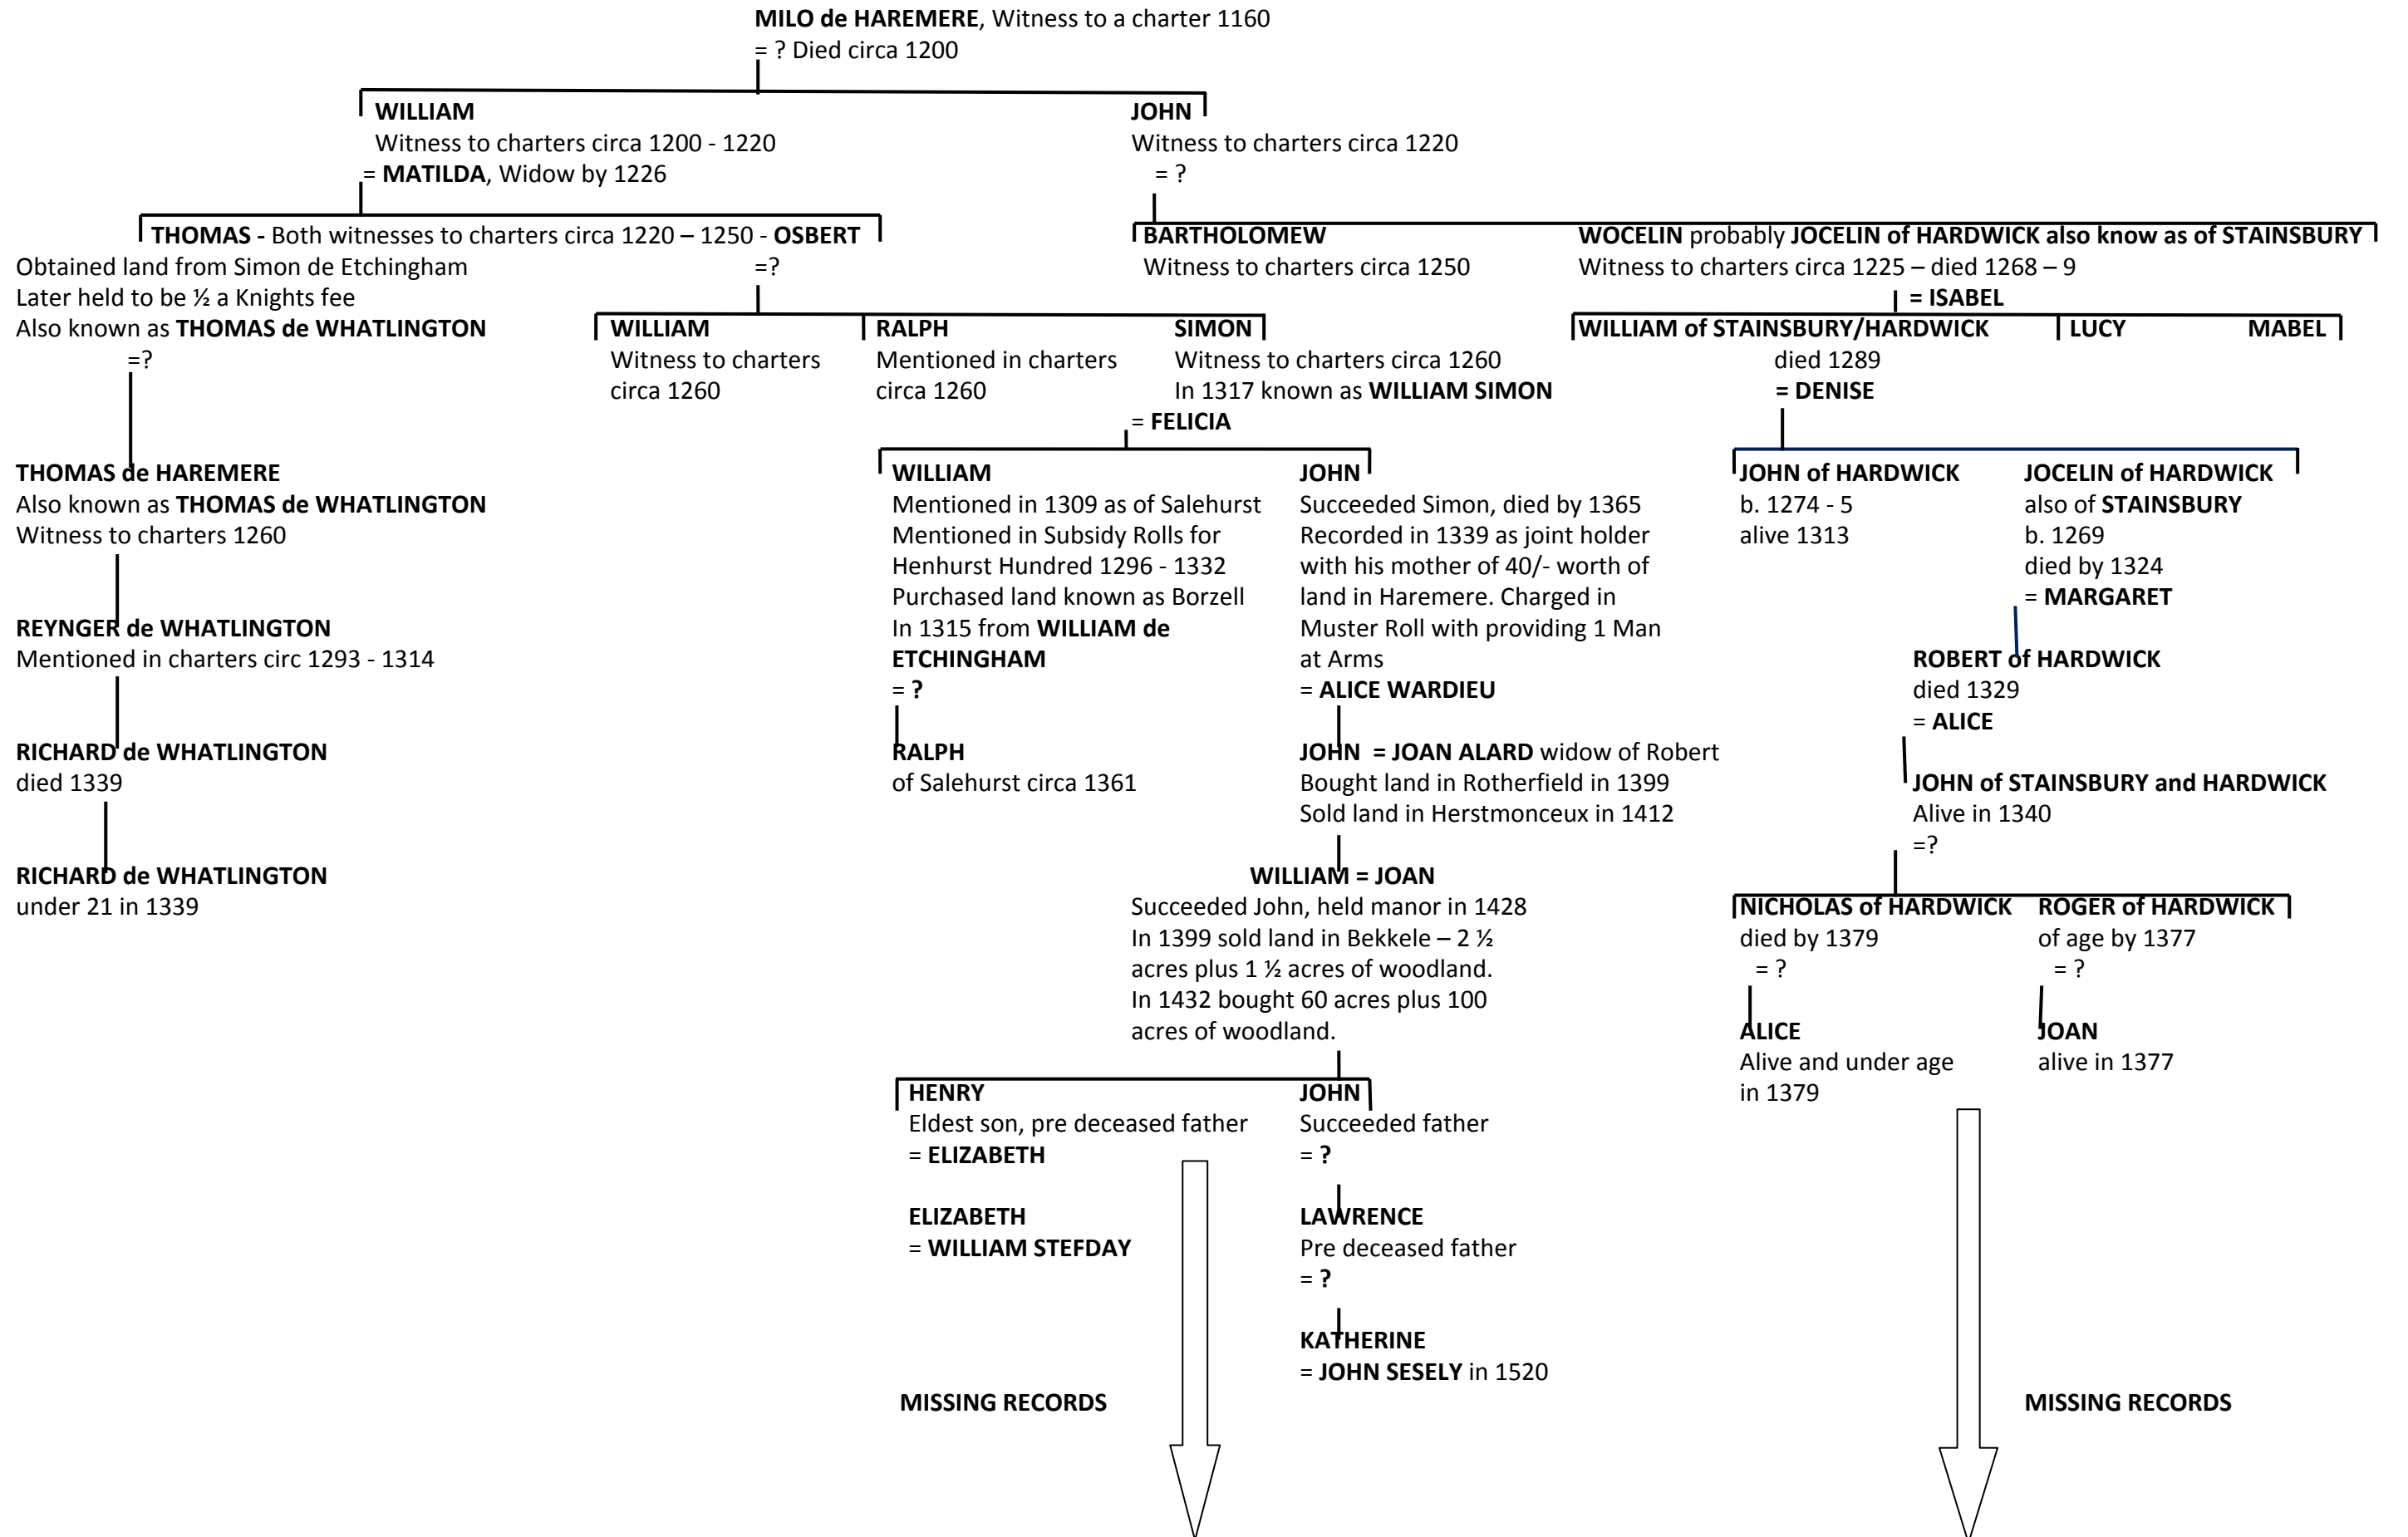 MILO de HAREMERE, Witness to a charter 1160
= ? Died circa 1200
WILLIAM
Witness to charters circa 1200 - 1220
= MATILDA, Widow by 1226
JOHN
Witness to charters circa 1220
= ?
THOMAS - Both witnesses to charters circa 1220 – 1250 - OSBERT
Obtained land from Simon de Etchingham
Later held to be ½ a Knights fee
Also known as THOMAS de WHATLINGTON
=?
=?
BARTHOLOMEW
Witness to charters circa 1250
WOCELIN probably JOCELIN of HARDWICK also know as of STAINSBURY
Witness to charters circa 1225 – died 1268 – 9
= ISABEL
WILLIAM
Witness to charters
circa 1260
RALPH
Mentioned in charters
circa 1260
SIMON
Witness to charters circa 1260
In 1317 known as WILLIAM SIMON
= FELICIA
WILLIAM of STAINSBURY/HARDWICK
died 1289
= DENISE
LUCY
MABEL
THOMAS de HAREMERE
Also known as THOMAS de WHATLINGTON
Witness to charters 1260
WILLIAM
Mentioned in 1309 as of Salehurst
Mentioned in Subsidy Rolls for
Henhurst Hundred 1296 - 1332
Purchased land known as Borzell
In 1315 from WILLIAM de
ETCHINGHAM
= ?
JOHN
Succeeded Simon, died by 1365
Recorded in 1339 as joint holder
with his mother of 40/- worth of
land in Haremere. Charged in
Muster Roll with providing 1 Man
at Arms
= ALICE WARDIEU
JOHN of HARDWICK
b. 1274 - 5
alive 1313
JOCELIN of HARDWICK
also of STAINSBURY
b. 1269
died by 1324
= MARGARET
REYNGER de WHATLINGTON
Mentioned in charters circ 1293 - 1314
ROBERT of HARDWICK
died 1329
= ALICE
RICHARD de WHATLINGTON
died 1339
RALPH
of Salehurst circa 1361
JOHN = JOAN ALARD widow of Robert
Bought land in Rotherfield in 1399
Sold land in Herstmonceux in 1412
JOHN of STAINSBURY and HARDWICK
Alive in 1340
=?
RICHARD de WHATLINGTON
under 21 in 1339
WILLIAM = JOAN
Succeeded John, held manor in 1428
In 1399 sold land in Bekkele – 2 ½
acres plus 1 ½ acres of woodland.
In 1432 bought 60 acres plus 100
acres of woodland.
NICHOLAS of HARDWICK
died by 1379
= ?
ROGER of HARDWICK
of age by 1377
= ?
ALICE
Alive and under age
in 1379
JOAN
alive in 1377
HENRY
Eldest son, pre deceased father
= ELIZABETH
JOHN
Succeeded father
= ?
ELIZABETH
= WILLIAM STEFDAY
LAWRENCE
Pre deceased father
= ?
KATHERINE
= JOHN SESELY in 1520
MISSING RECORDS
MISSING RECORDS